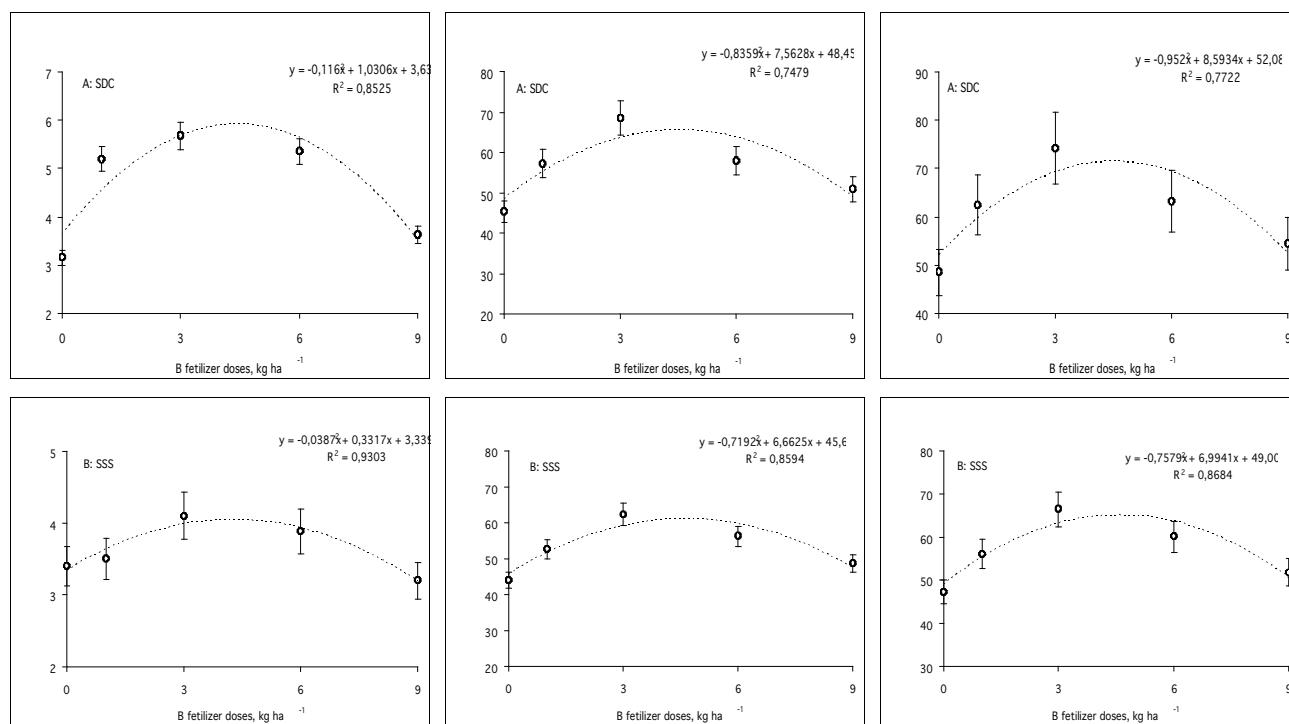 y = -0,116x² + 1,0306x + 3,63
R² = 0,8525
A: SDC
7
6
5
4
3
2
0 3 6 9
B fetilizer doses, kg ha⁻¹
y = -0,8359x² + 7,5628x + 48,45
R² = 0,7479
A: SDC
80
70
60
50
40
30
20
0 3 6 9
B fetilizer doses, kg ha⁻¹
y = -0,952x² + 8,5934x + 52,08
R² = 0,7722
A: SDC
90
80
70
60
50
40
0 3 6 9
B fetilizer doses, kg ha⁻¹
y = -0,0387x² + 0,3317x + 3,339
R² = 0,9303
B: SSS
5
4
3
2
0 3 6 9
B fetilizer doses, kg ha⁻¹
y = -0,7192x² + 6,6625x + 45,6
R² = 0,8594
B: SSS
80
70
60
50
40
30
20
0 3 6 9
B fetilizer doses, kg ha⁻¹
y = -0,7579x² + 6,9941x + 49,00
R² = 0,8684
B: SSS
80
70
60
50
40
30
0 3 6 9
B fetilizer doses, kg ha⁻¹